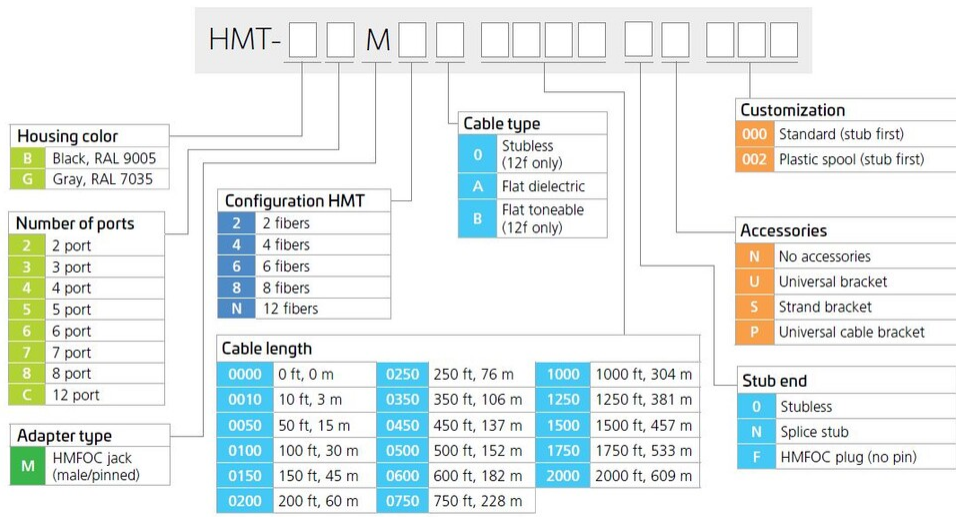 HMT- M
Housing color
B Black, RAL 9005
G Gray, RAL 7035
Number of ports
2 2 port
3 3 port
4 4 port
5 5 port
6 6 port
7 7 port
8 8 port
C 12 port
Adapter type
M HMFOC jack
(male/pinned)
Configuration HMT
2 2 fibers
4 4 fibers
6 6 fibers
8 8 fibers
N 12 fibers
Cable type
0 Stubless
(12f only)
A Flat dielectric
B Flat toneable
(12f only)
Cable length
0000 0 ft, 0 m 0250 250 ft, 76 m 1000 1000 ft, 304 m
0010 10 ft, 3 m 0350 350 ft, 106 m 1250 1250 ft, 381 m
0050 50 ft, 15 m 0450 450 ft, 137 m 1500 1500 ft, 457 m
0100 100 ft, 30 m 0500 500 ft, 152 m 1750 1750 ft, 533 m
0150 150 ft, 45 m 0600 600 ft, 182 m 2000 2000 ft, 609 m
0200 200 ft, 60 m 0750 750 ft, 228 m
Customization
000 Standard (stub first)
002 Plastic spool (stub first)
Accessories
N No accessories
U Universal bracket
S Strand bracket
P Universal cable bracket
Stub end
0 Stubless
N Splice stub
F HMFOC plug (no pin)